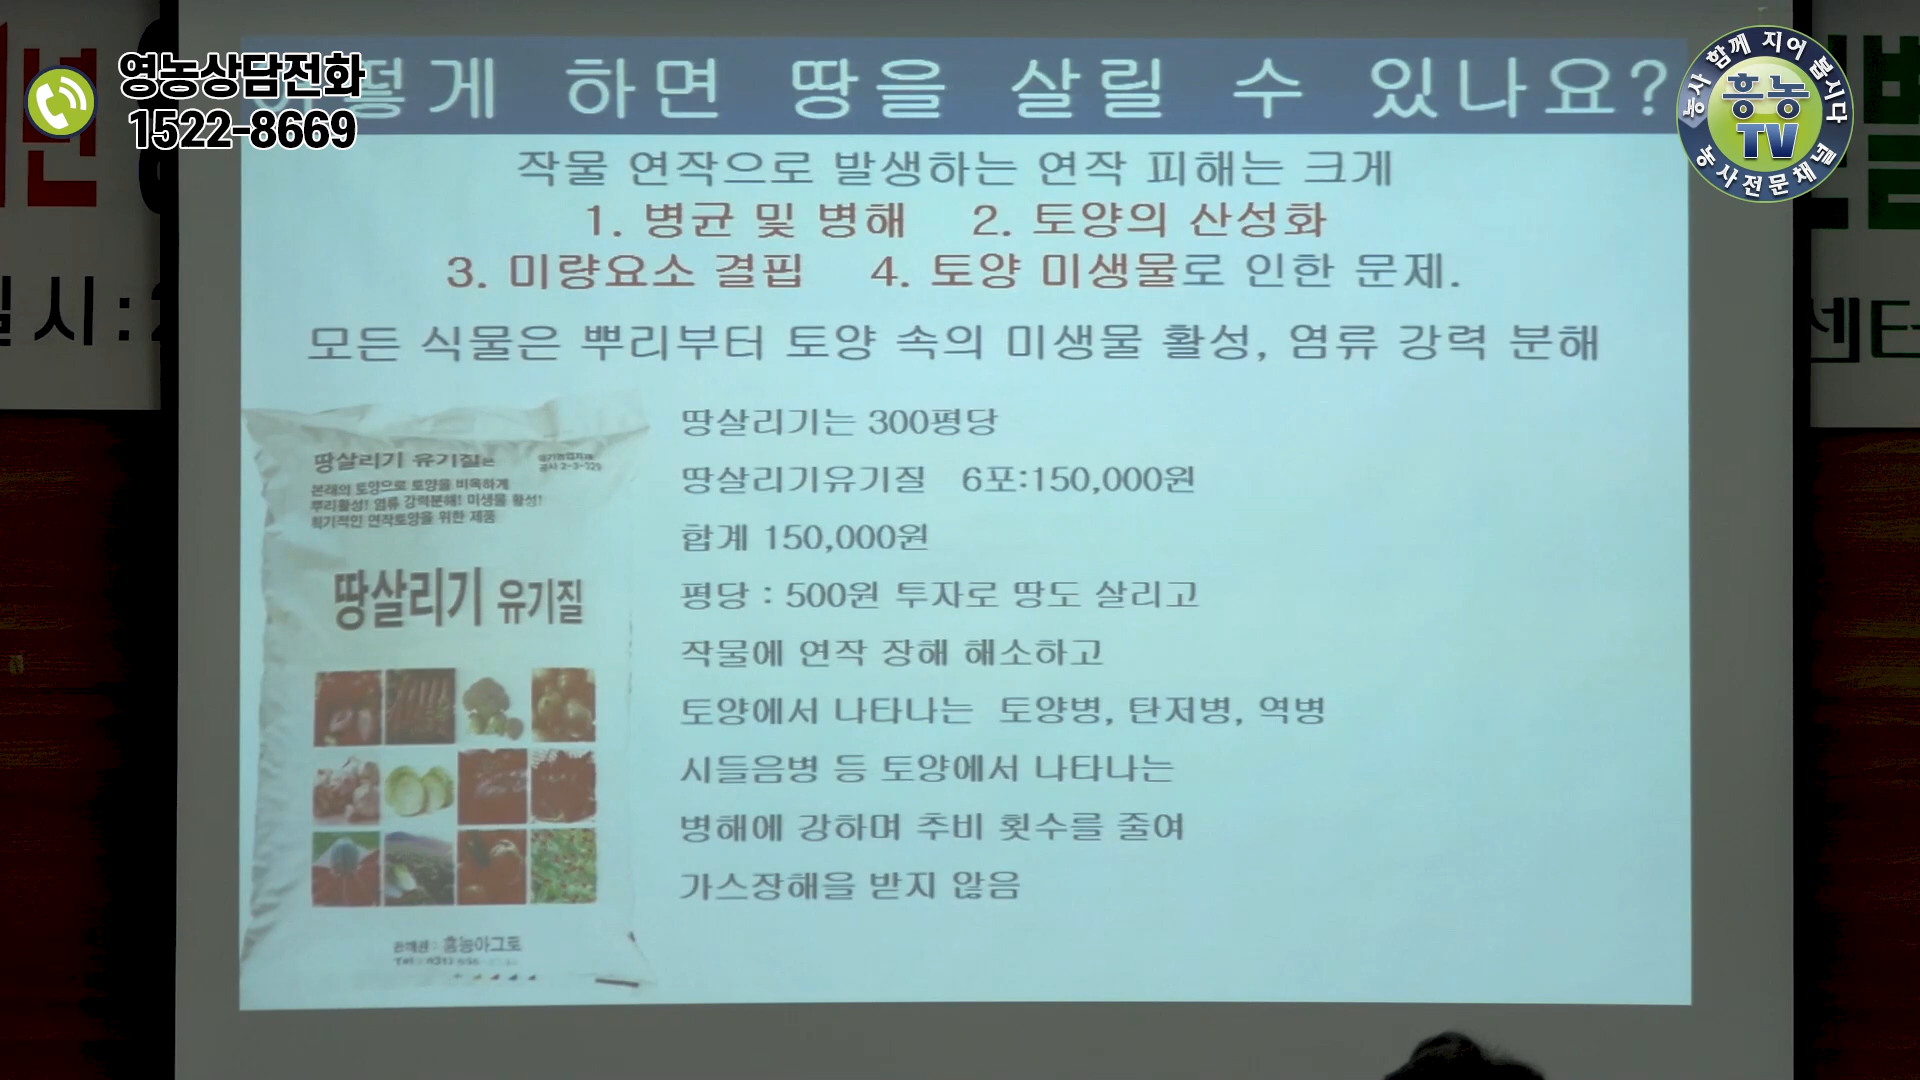 영농상담전화
1522-8669
떻게 하면 땅을 살릴 수 있나요?
농사 함께 지어 봅시다
흥농
TV
농사전문채널
작물 연작으로 발생하는 연작 피해는 크게
1. 병균 및 병해 2. 토양의 산성화
3. 미량요소 결핍 4. 토양 미생물로 인한 문제.
모든 식물은 뿌리부터 토양 속의 미생물 활성, 염류 강력 분해
땅살리기는 300평당
땅살리기유기질 6포:150,000원
합계 150,000원
평당 : 500원 투자로 땅도 살리고
작물에 연작 장해 해소하고
토양에서 나타나는 토양병, 탄저병, 역병
시들음병 등 토양에서 나타나는
병해에 강하며 추비 횟수를 줄여
가스장해을 받지 않음
땅살리기 유기질은
본래의 토양으로 토양을 비옥하게
뿌리활성! 염류 강력분해! 미생물 활성!
획기적인 연작토양을 위한 제품
땅살리기 유기질
흥농아그로
시:
센터